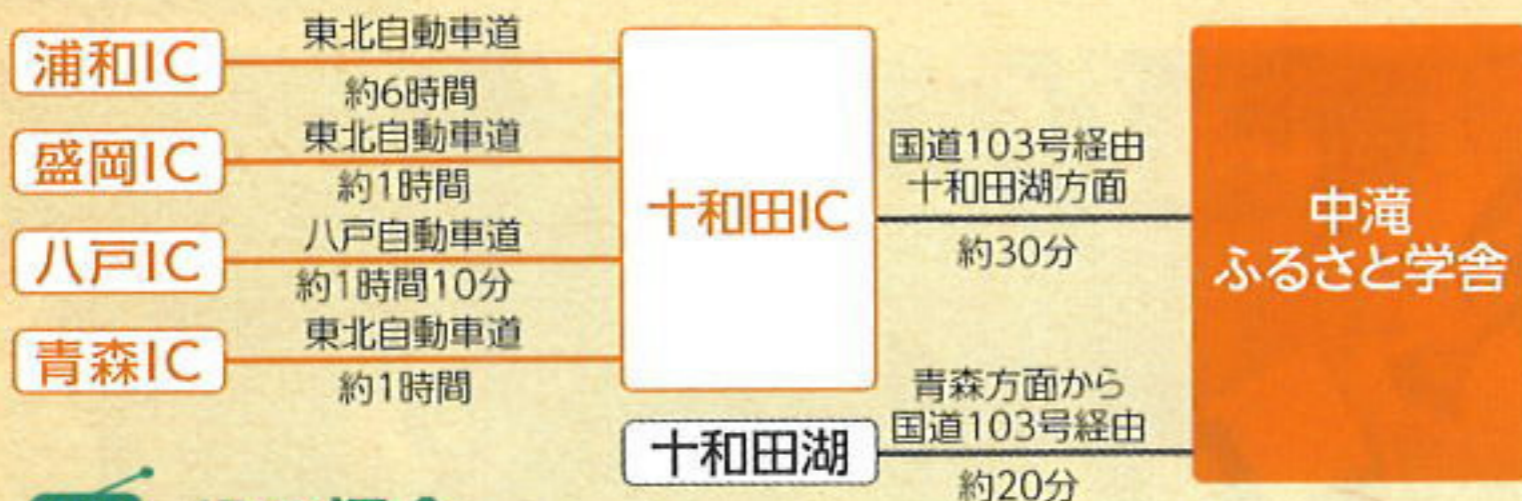 浦和IC
東北自動車道
約6時間
盛岡IC
東北自動車道
約1時間
八戸IC
八戸自動車道
約1時間10分
青森IC
東北自動車道
約1時間
十和田IC
国道103号経由
十和田湖方面
約30分
十和田湖
青森方面から
国道103号経由
約20分
中滝
ふるさと学舎